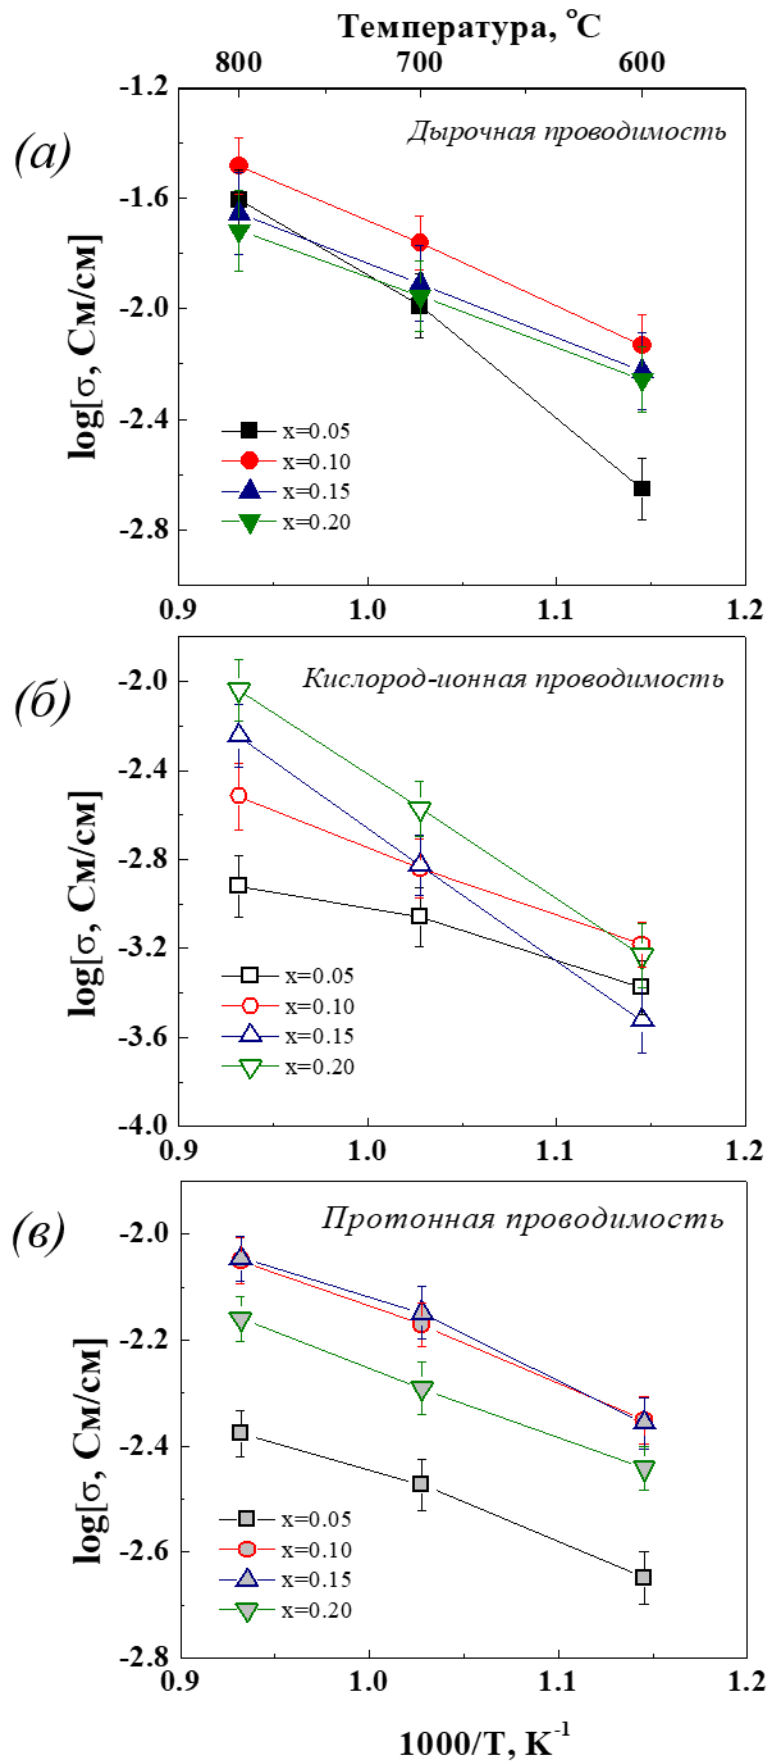 Температура, °C
800 700 600
(а)
Дырочная проводимость
-1.2
-1.6
-2.0
-2.4
-2.8
log[σ, См/см]
x=0.05
x=0.10
x=0.15
x=0.20
0.9 1.0 1.1 1.2
(б)
Кислород-ионная проводимость
-2.0
-2.4
-2.8
-3.2
-3.6
-4.0
log[σ, См/см]
x=0.05
x=0.10
x=0.15
x=0.20
0.9 1.0 1.1 1.2
(в)
Протонная проводимость
-2.0
-2.2
-2.4
-2.6
-2.8
log[σ, См/см]
x=0.05
x=0.10
x=0.15
x=0.20
0.9 1.0 1.1 1.2
1000/T, K⁻¹